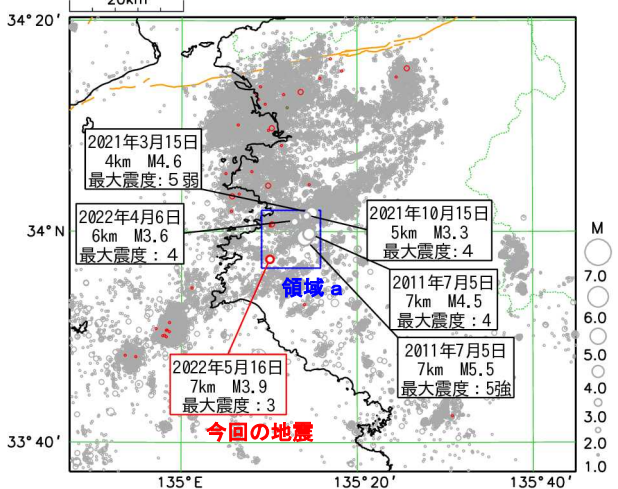 20km
34°20′
2021年3月15日
4km M4.6
最大震度:5弱
2022年4月6日
6km M3.6
最大震度:4
34°N
2021年10月15日
5km M3.3
最大震度:4
領域a
2011年7月5日
7km M4.5
最大震度:4
2011年7月5日
7km M5.5
最大震度:5強
2022年5月16日
7km M3.9
最大震度:3
今回の地震
M
7.0
6.0
5.0
4.0
3.0
2.0
1.0
33°40′
135°E
135°20′
135°40′